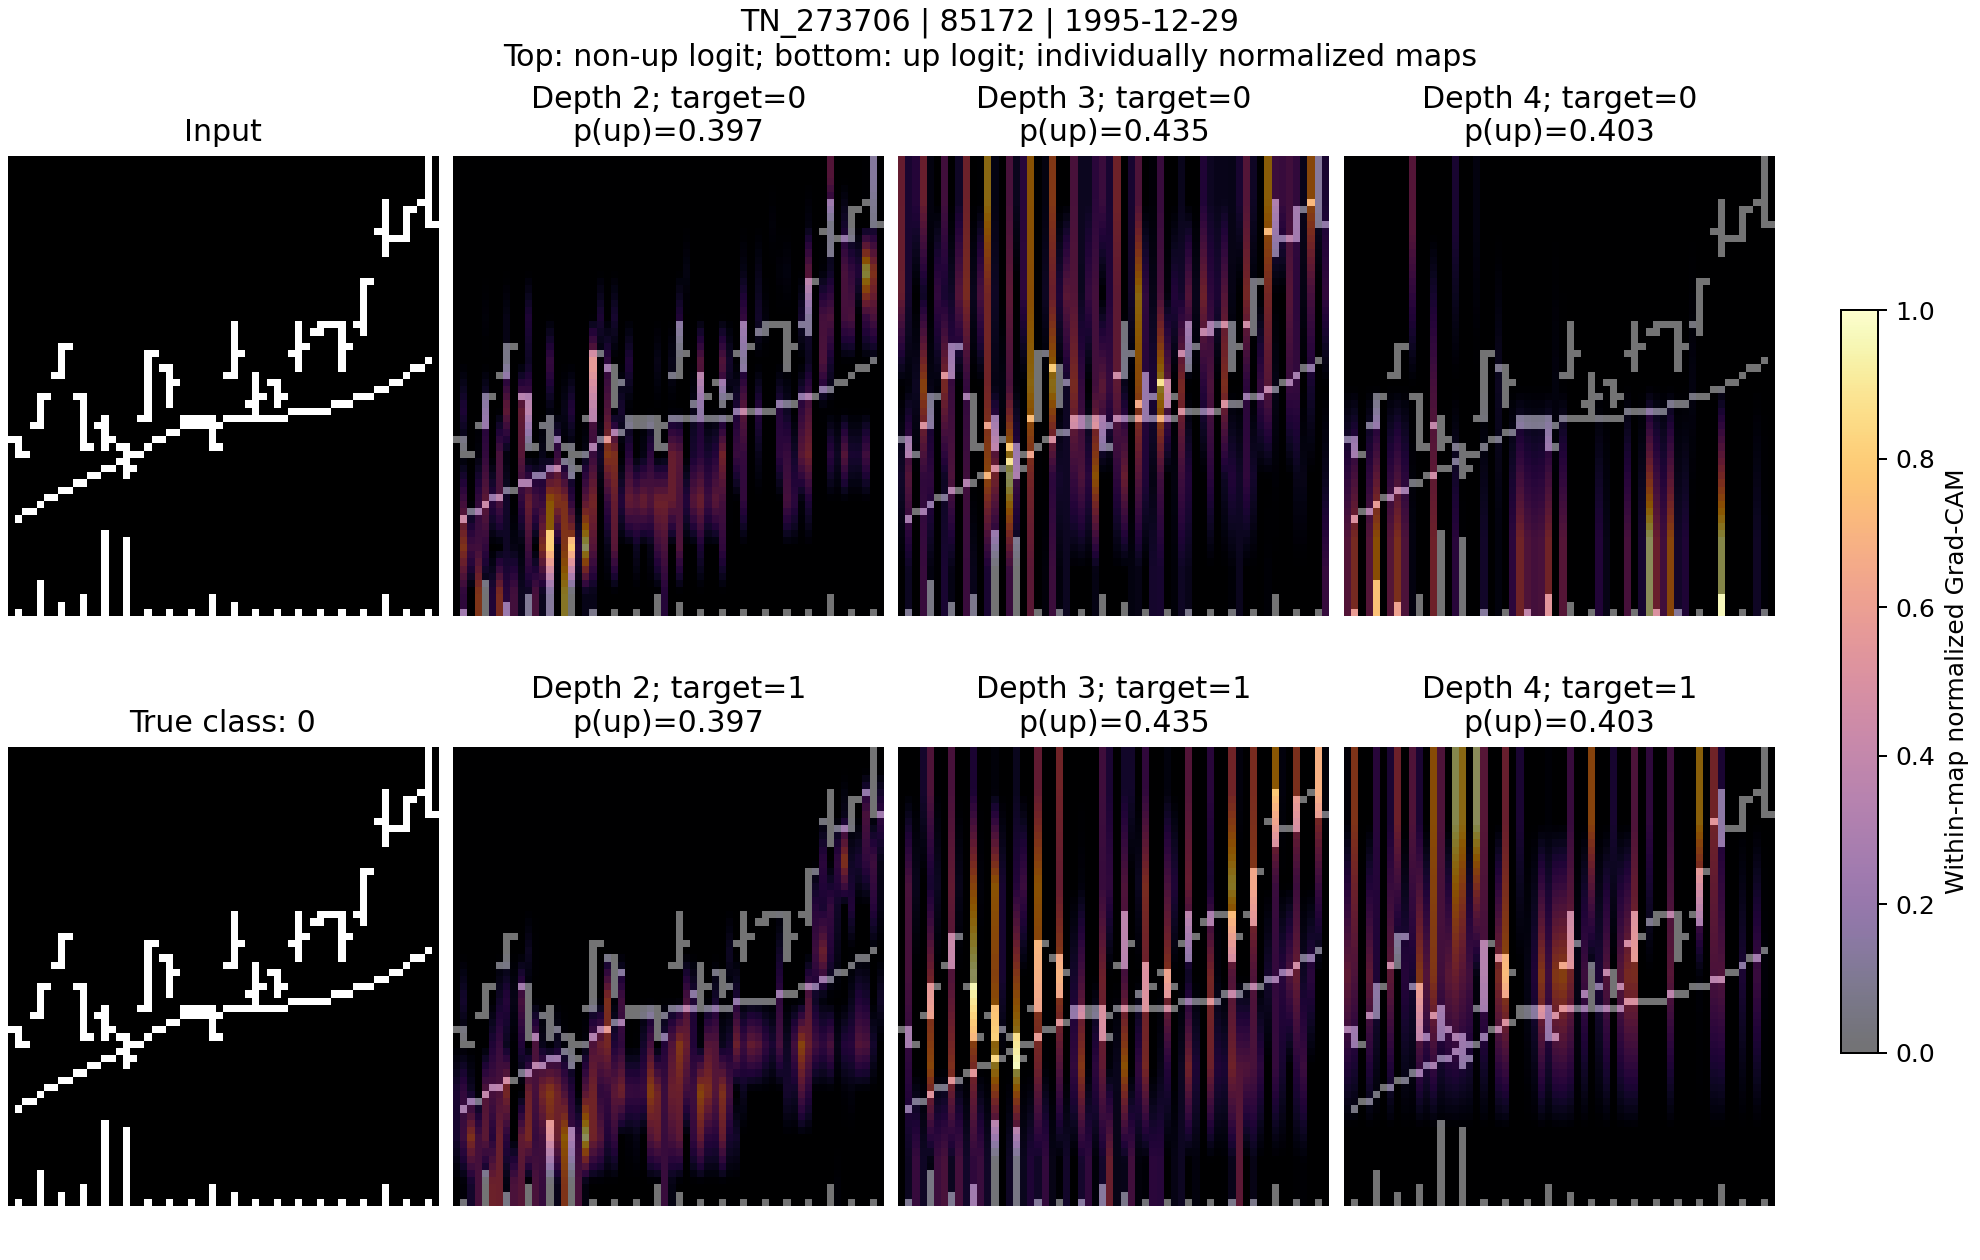 TN_273706 | 85172 | 1995-12-29
Top: non-up logit; bottom: up logit; individually normalized maps
Input
Depth 2; target=0
p(up)=0.397
Depth 3; target=0
p(up)=0.435
Depth 4; target=0
p(up)=0.403
True class: 0
Depth 2; target=1
p(up)=0.397
Depth 3; target=1
p(up)=0.435
Depth 4; target=1
p(up)=0.403
1.0
0.8
0.6
0.4
0.2
0.0
Within-map normalized Grad-CAM